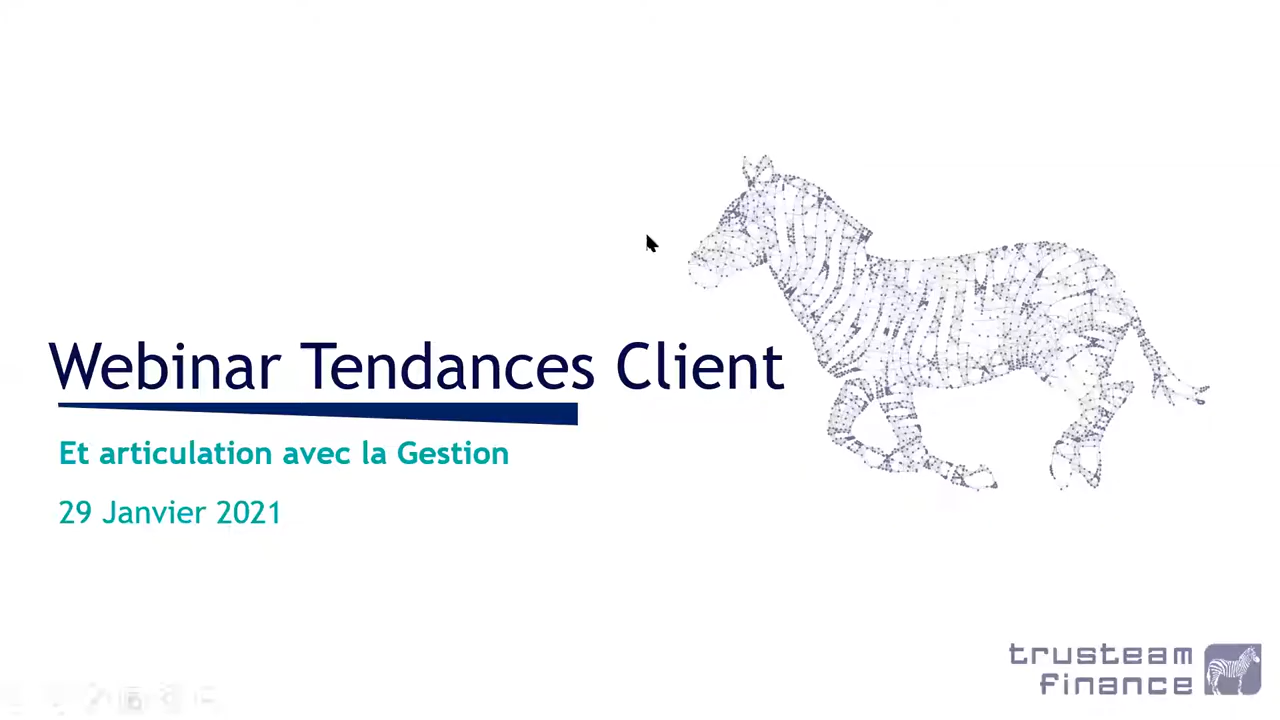 Webinar Tendances Client
Et articulation avec la Gestion
29 Janvier 2021
trusteam
finance